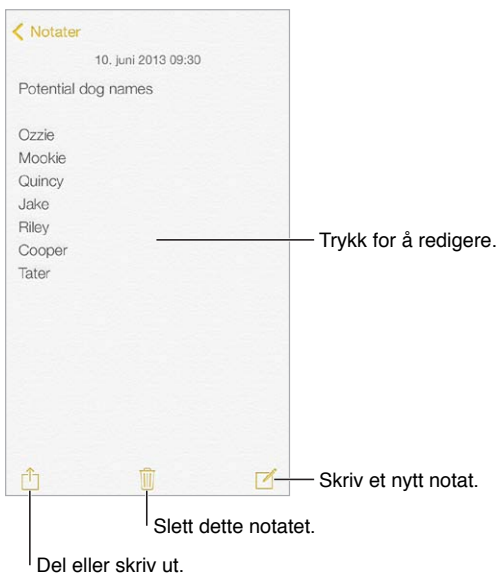 Notater
10. juni 2013 09:30
Potential dog names
Ozzie
Mookie
Quincy
Jake
Riley
Cooper
Tater
Trykk for å redigere.
Skriv et nytt notat.
Slett dette notatet.
Del eller skriv ut.